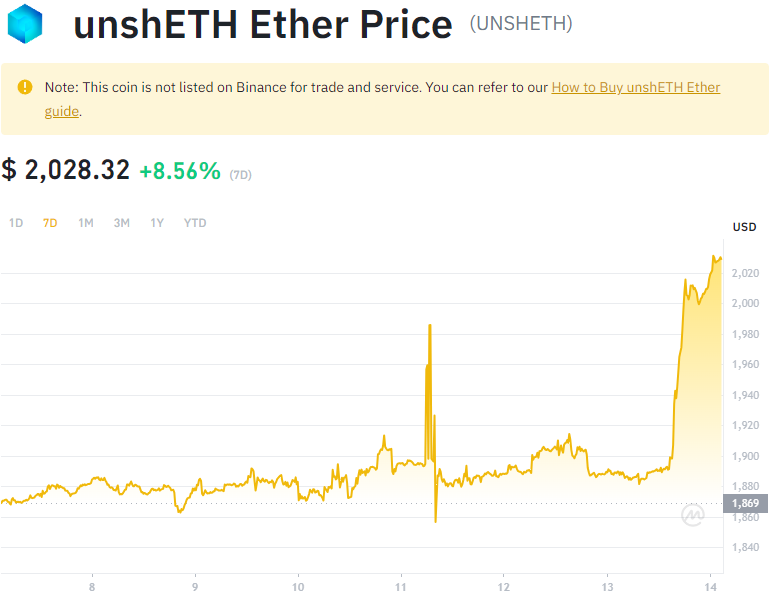 unshETH Ether Price (UNSHETH)
Note: This coin is not listed on Binance for trade and service. You can refer to our How to Buy unshETH Ether
guide.
$ 2,028.32 +8.56% (7D)
1D 7D 1M 3M 1Y YTD
USD
2,020
2,000
1,980
1,960
1,940
1,920
1,900
1,880
1,869
1,860
1,840
8 9 10 11 12 13 14